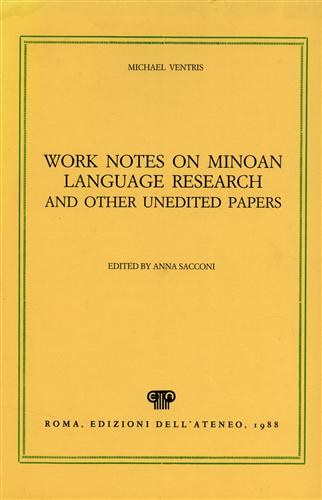 MICHAEL VENTRIS
WORK NOTES ON MINOAN
LANGUAGE RESEARCH
AND OTHER UNEDITED PAPERS
EDITED BY ANNA SACCONI
ROMA, EDIZIONI DELL'ATENEO, 1988